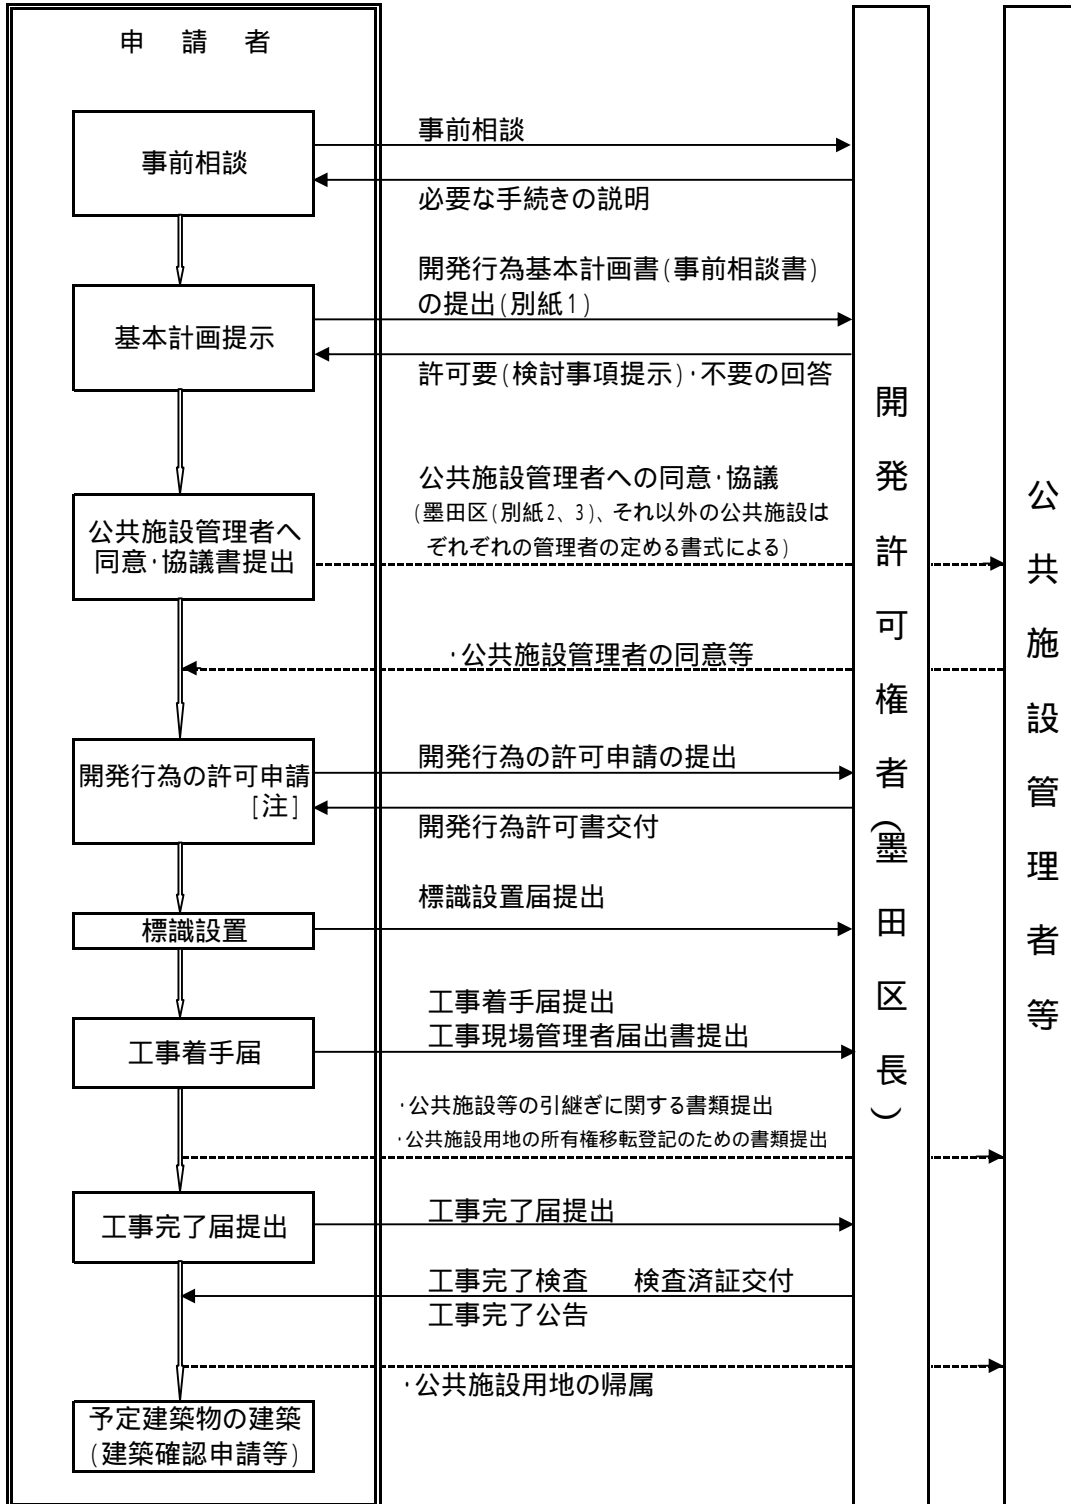 申 請 者
事前相談
事前相談
必要な手続きの説明
開発行為基本計画書(事前相談書)
の提出(別紙1)
基本計画提示
許可要(検討事項提示)･不要の回答
公共施設管理者への同意･協議
(墨田区(別紙2、3)、それ以外の公共施設は
ぞれぞれの管理者の定める書式による)
公共施設管理者へ
同意･協議書提出
･公共施設管理者の同意等
開発行為の許可申請の提出
開発行為の許可申請
[注]
開発行為許可書交付
標識設置届提出
標識設置
工事着手届提出
工事現場管理者届出書提出
工事着手届
･公共施設等の引継ぎに関する書類提出
･公共施設用地の所有権移転登記のための書類提出
工事完了届提出
工事完了届提出
工事完了検査 検査済証交付
工事完了公告
･公共施設用地の帰属
予定建築物の建築
(建築確認申請等)
開発許可権者(墨田区長)
公共施設管理者等